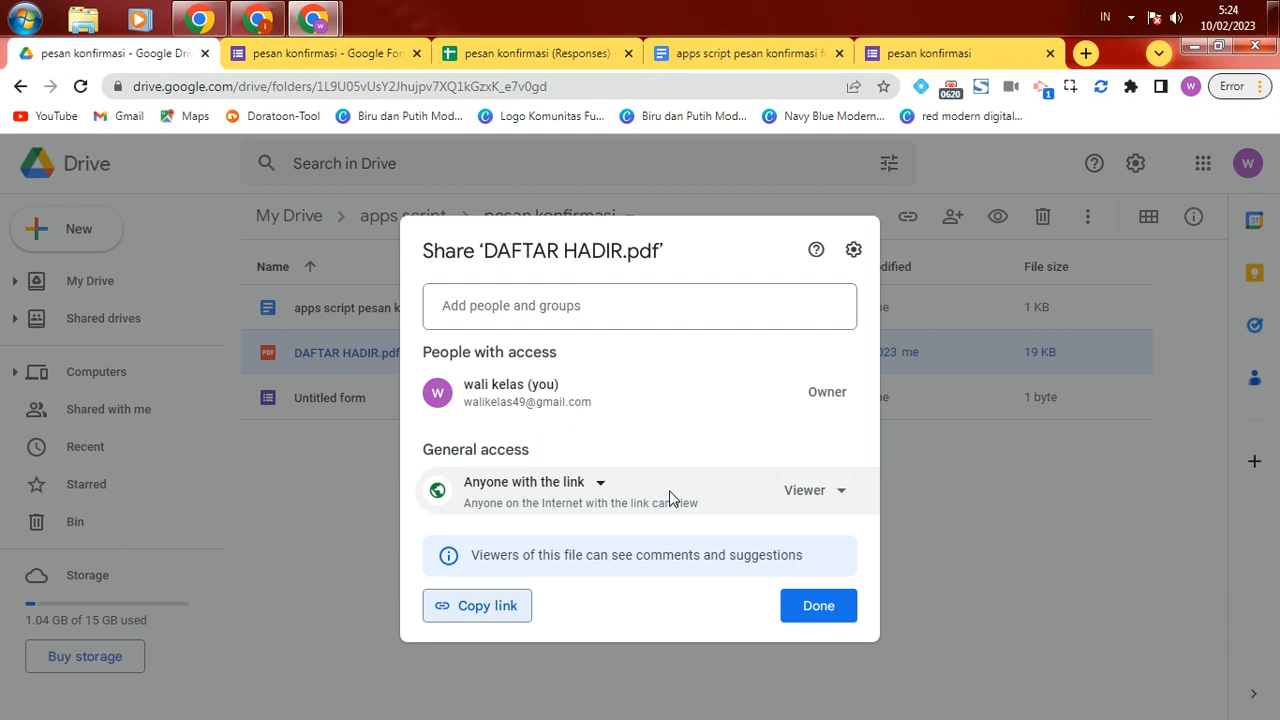 IN
5:24
10/02/2023
pesan konfirmasi - Google Dri
pesan konfirmasi - Google For
pesan konfirmasi (Responses)
apps script pesan konfirmasi f
pesan konfirmasi
drive.google.com/drive/folders/1L9U05vUsY2Jhujpv7XQ1kGzxK_e7v0gd
0620
1
W
Error
YouTube
Gmail
Maps
Doratoon-Tool
Biru dan Putih Mod...
Logo Komunitas Fu...
Biru dan Putih Mod...
Navy Blue Modern...
red modern digital...
Drive
Search in Drive
W
New
My Drive
Shared drives
Computers
Shared with me
Recent
Starred
Bin
Storage
1.04 GB of 15 GB used
Buy storage
My Drive > apps script > pesan konfirmasi
Name
File size
apps script pesan k
1 KB
PDF
DAFTAR HADIR.pdf
023 me
19 KB
Untitled form
1 byte
Share ‘DAFTAR HADIR.pdf’
Add people and groups
People with access
W
wali kelas (you)
walikelas49@gmail.com
Owner
General access
Anyone with the link
Anyone on the Internet with the link can view
Viewer
Viewers of this file can see comments and suggestions
Copy link
Done